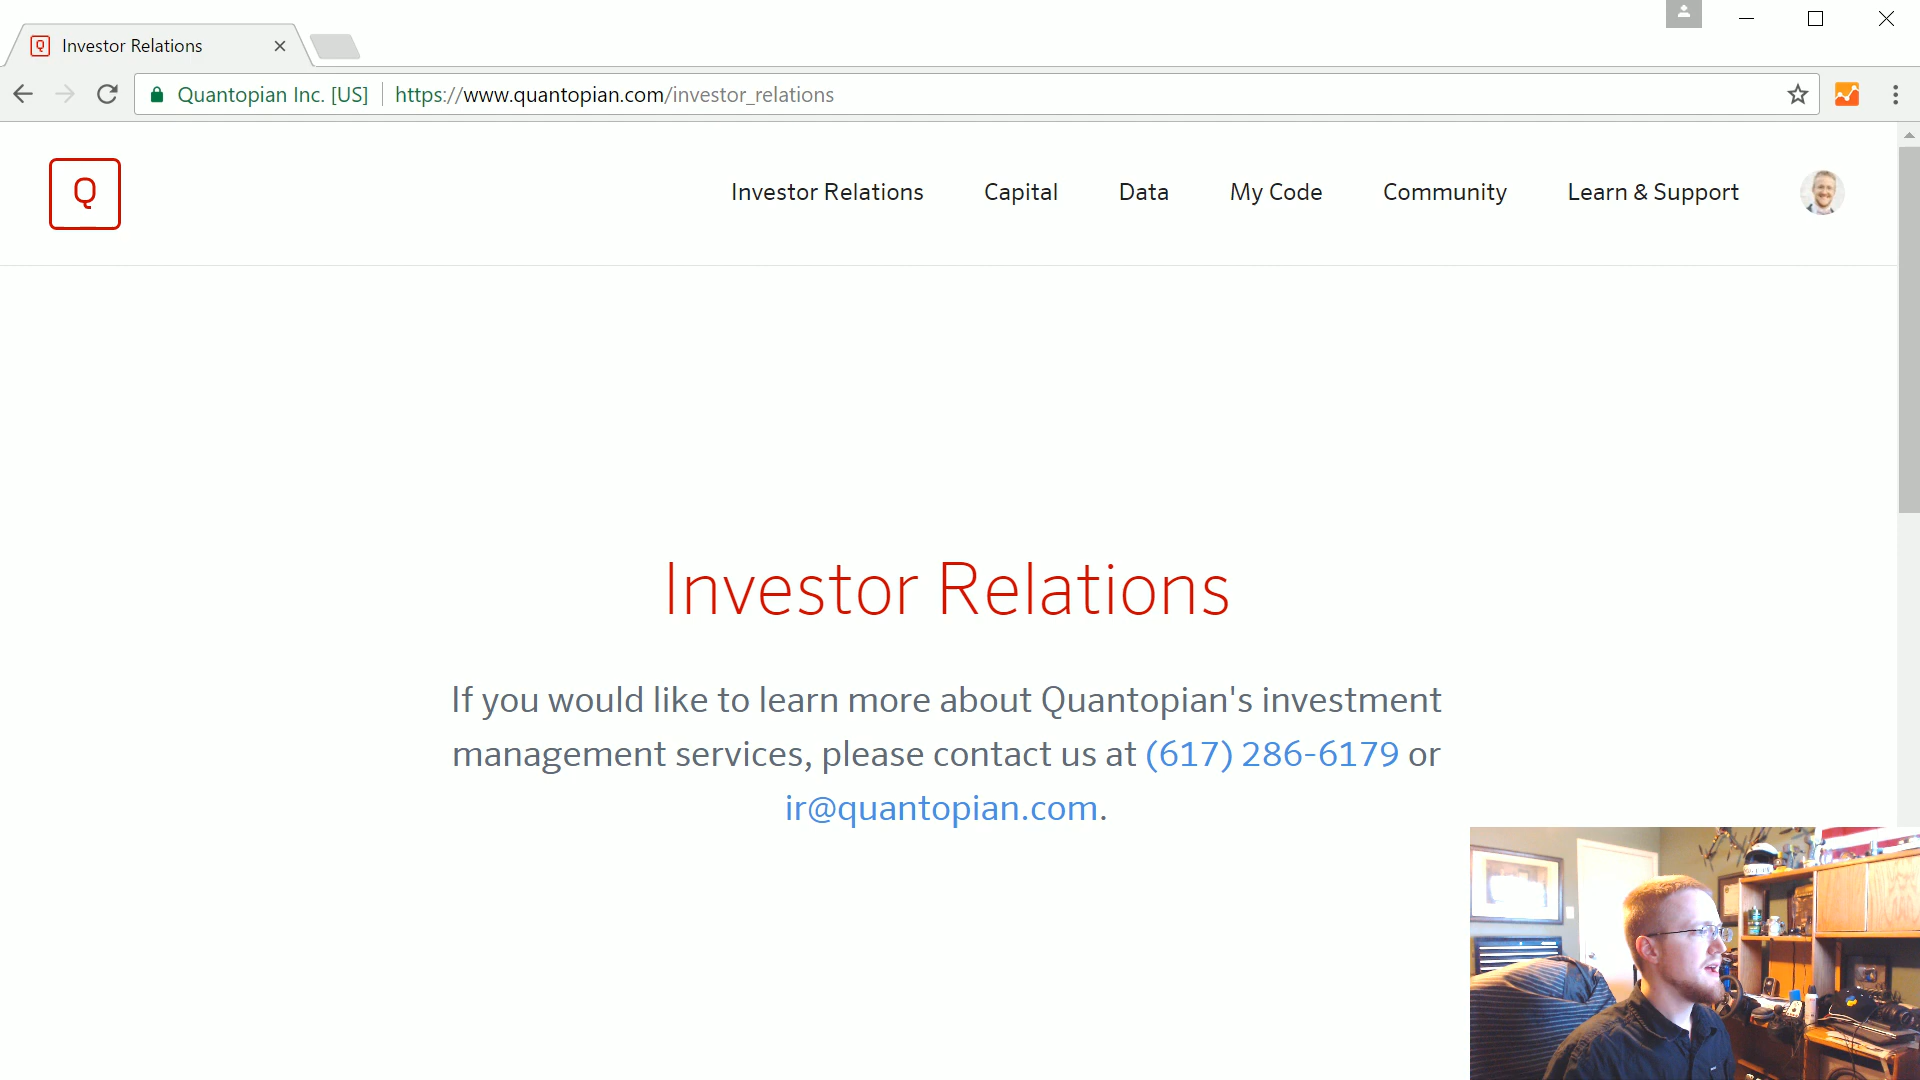 Q Investor Relations
Quantopian Inc. [US] https://www.quantopian.com/investor_relations
Q
Investor Relations Capital Data My Code Community Learn & Support
Investor Relations
If you would like to learn more about Quantopian's investment
management services, please contact us at (617) 286-6179 or
ir@quantopian.com.